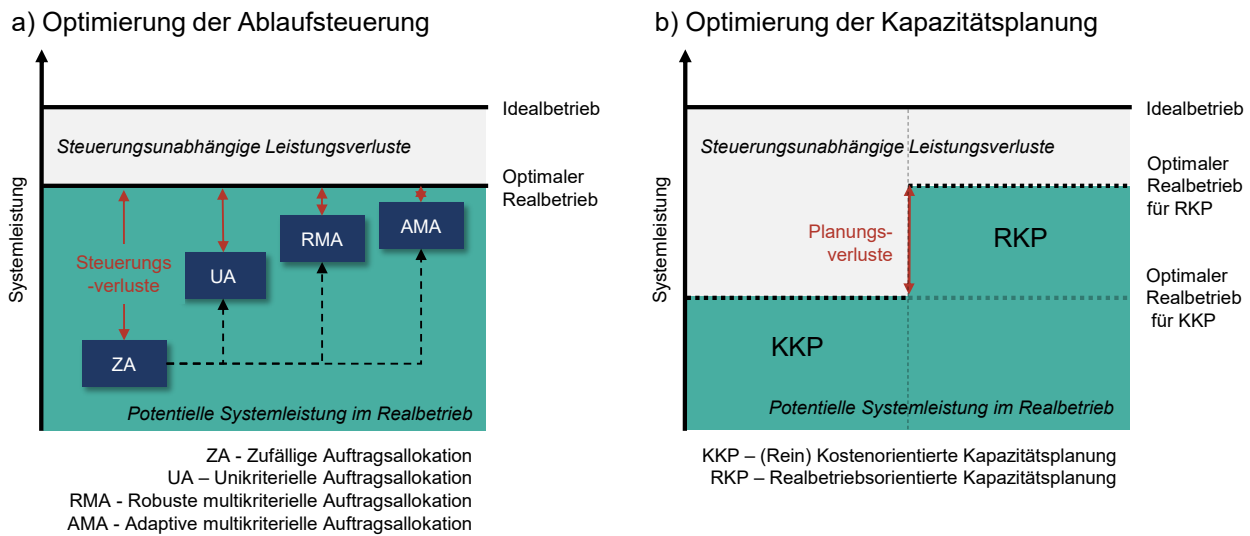 a) Optimierung der Ablaufsteuerung
Systemleistung
Idealbetrieb
Steuerungsunabhängige Leistungsverluste
Optimaler
Realbetrieb
AMA
RMA
UA
Steuerungs
-verluste
ZA
Potentielle Systemleistung im Realbetrieb
ZA - Zufällige Auftragsallokation
UA – Unikriterielle Auftragsallokation
RMA - Robuste multikriterielle Auftragsallokation
AMA - Adaptive multikriterielle Auftragsallokation
b) Optimierung der Kapazitätsplanung
Systemleistung
Idealbetrieb
Steuerungsunabhängige Leistungsverluste
Optimaler
Realbetrieb
für RKP
Planungs-
verluste
RKP
Optimaler
Realbetrieb
für KKP
KKP
Potentielle Systemleistung im Realbetrieb
KKP – (Rein) Kostenorientierte Kapazitätsplanung
RKP – Realbetriebsorientierte Kapazitätsplanung